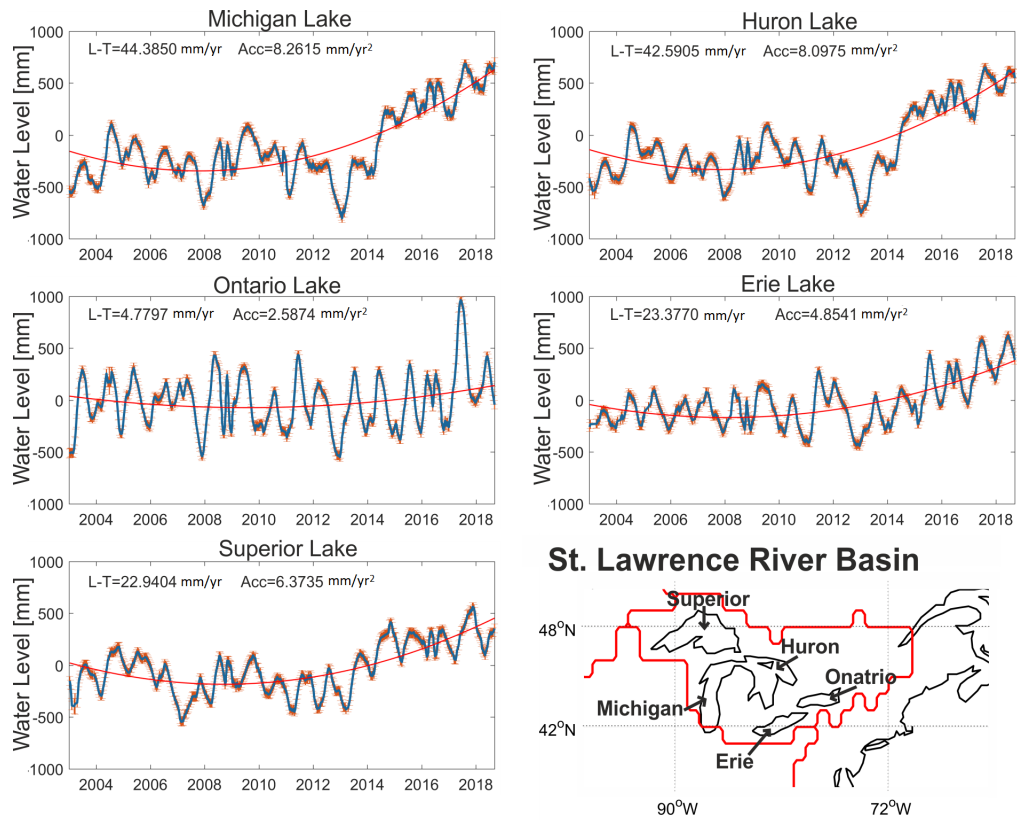 Michigan Lake
L-T=44.3850 mm/yr Acc=8.2615 mm/yr²
Water Level [mm]
1000
500
0
-500
-1000
2004 2006 2008 2010 2012 2014 2016 2018
Huron Lake
L-T=42.5905 mm/yr Acc=8.0975 mm/yr²
Water Level [mm]
1000
500
0
-500
-1000
2004 2006 2008 2010 2012 2014 2016 2018
Ontario Lake
L-T=4.7797 mm/yr Acc=2.5874 mm/yr²
Water Level [mm]
1000
500
0
-500
-1000
2004 2006 2008 2010 2012 2014 2016 2018
Erie Lake
L-T=23.3770 mm/yr Acc=4.8541 mm/yr²
Water Level [mm]
1000
500
0
-500
-1000
2004 2006 2008 2010 2012 2014 2016 2018
Superior Lake
L-T=22.9404 mm/yr Acc=6.3735 mm/yr²
Water Level [mm]
1000
500
0
-500
-1000
2004 2006 2008 2010 2012 2014 2016 2018
St. Lawrence River Basin
Superior
48°N
Huron
Onatrio
Michigan
42°N
Erie
90°W 72°W